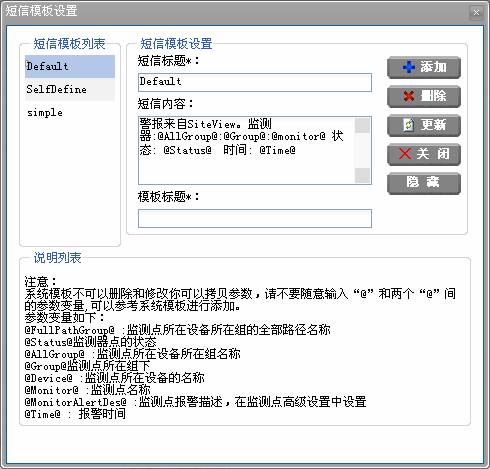 短信模板设置
短信模板列表
Default
SelfDefine
simple
短信模板设置
短信标题*：
Default
短信内容：
警报来自SiteView。监测
器:@AllGroup@:@Group@:@monitor@ 状
态: @Status@ 时间: @Time@
模板标题*：
添加
删除
更新
关 闭
隐 藏
说明列表
注意：
系统模板不可以删除和修改你可以拷贝参数，请不要随意输入“@”和两个“@”间
的参数变量,可以参考系统模板进行添加。
参数变量如下：
@FullPathGroup@ :监测点所在设备所在组的全部路径名称
@Status@监测器点的状态
@AllGroup@ :监测点所在设备所在组名称
@Group@监测点所在组下
@Device@ :监测点所在设备的名称
@Monitor@ :监测点名称
@MonitorAlertDes@ :监测点报警描述，在监测点高级设置中设置
@Time@ : 报警时间